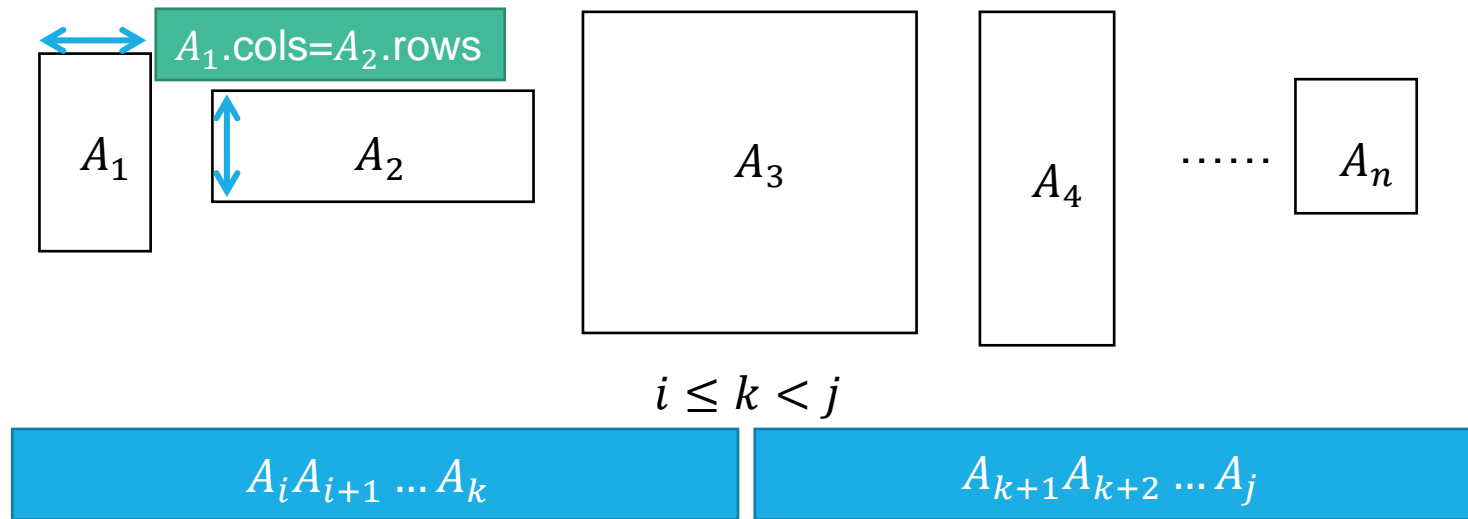 A₁.cols=A₂.rows
A₁
A₂
A₃
A₄
......
Aₙ
i ≤ k < j
AᵢAᵢ₊₁ … Aₖ
Aₖ₊₁Aₖ₊₂ … Aⱼ